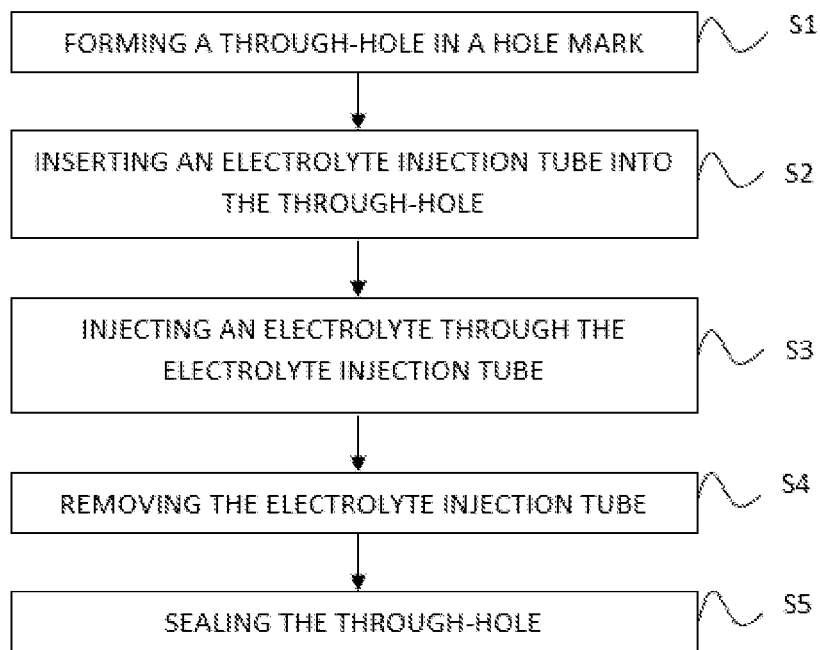 FORMING A THROUGH-HOLE IN A HOLE MARK
S1
INSERTING AN ELECTROLYTE INJECTION TUBE INTO
THE THROUGH-HOLE
S2
INJECTING AN ELECTROLYTE THROUGH THE
ELECTROLYTE INJECTION TUBE
S3
REMOVING THE ELECTROLYTE INJECTION TUBE
S4
SEALING THE THROUGH-HOLE
S5